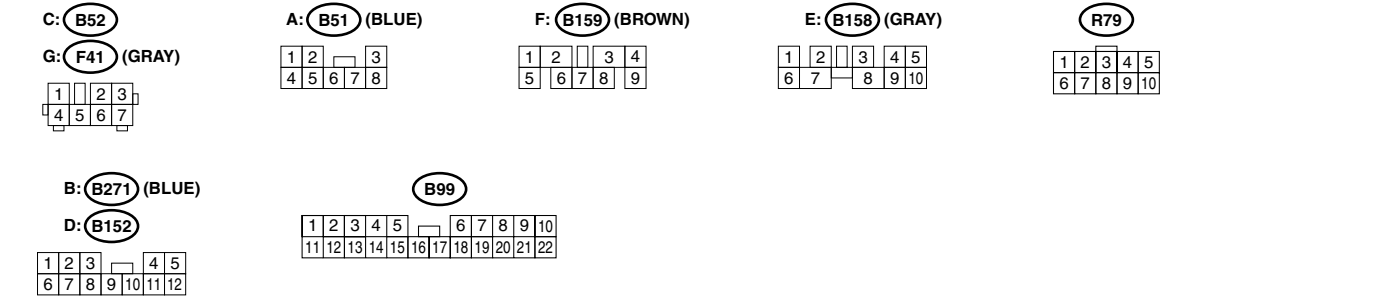 C: B52
G: F41 (GRAY)
1 2 3
4 5 6 7
A: B51 (BLUE)
1 2 3
4 5 6 7 8
F: B159 (BROWN)
1 2 3 4
5 6 7 8 9
E: B158 (GRAY)
1 2 3 4 5
6 7 8 9 10
R79
1 2 3 4 5
6 7 8 9 10
B: B271 (BLUE)
D: B152
1 2 3 4 5
6 7 8 9 10 11 12
B99
1 2 3 4 5 6 7 8 9 10
11 12 13 14 15 16 17 18 19 20 21 22